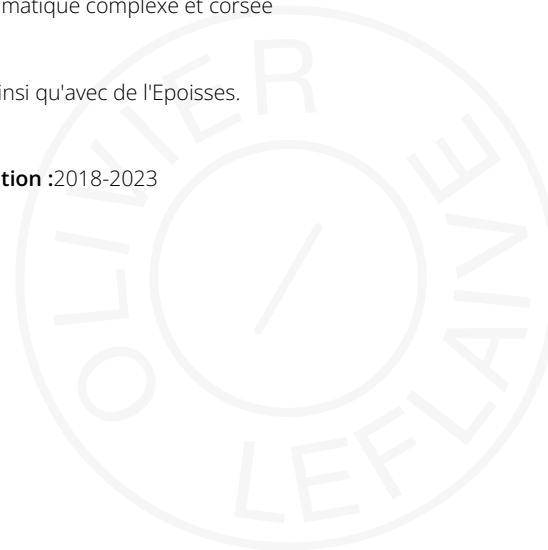 matique complexe et corsée
insi qu'avec de l'Epoisses.
tion :2018-2023
OLIVIER
LEFLAIVE